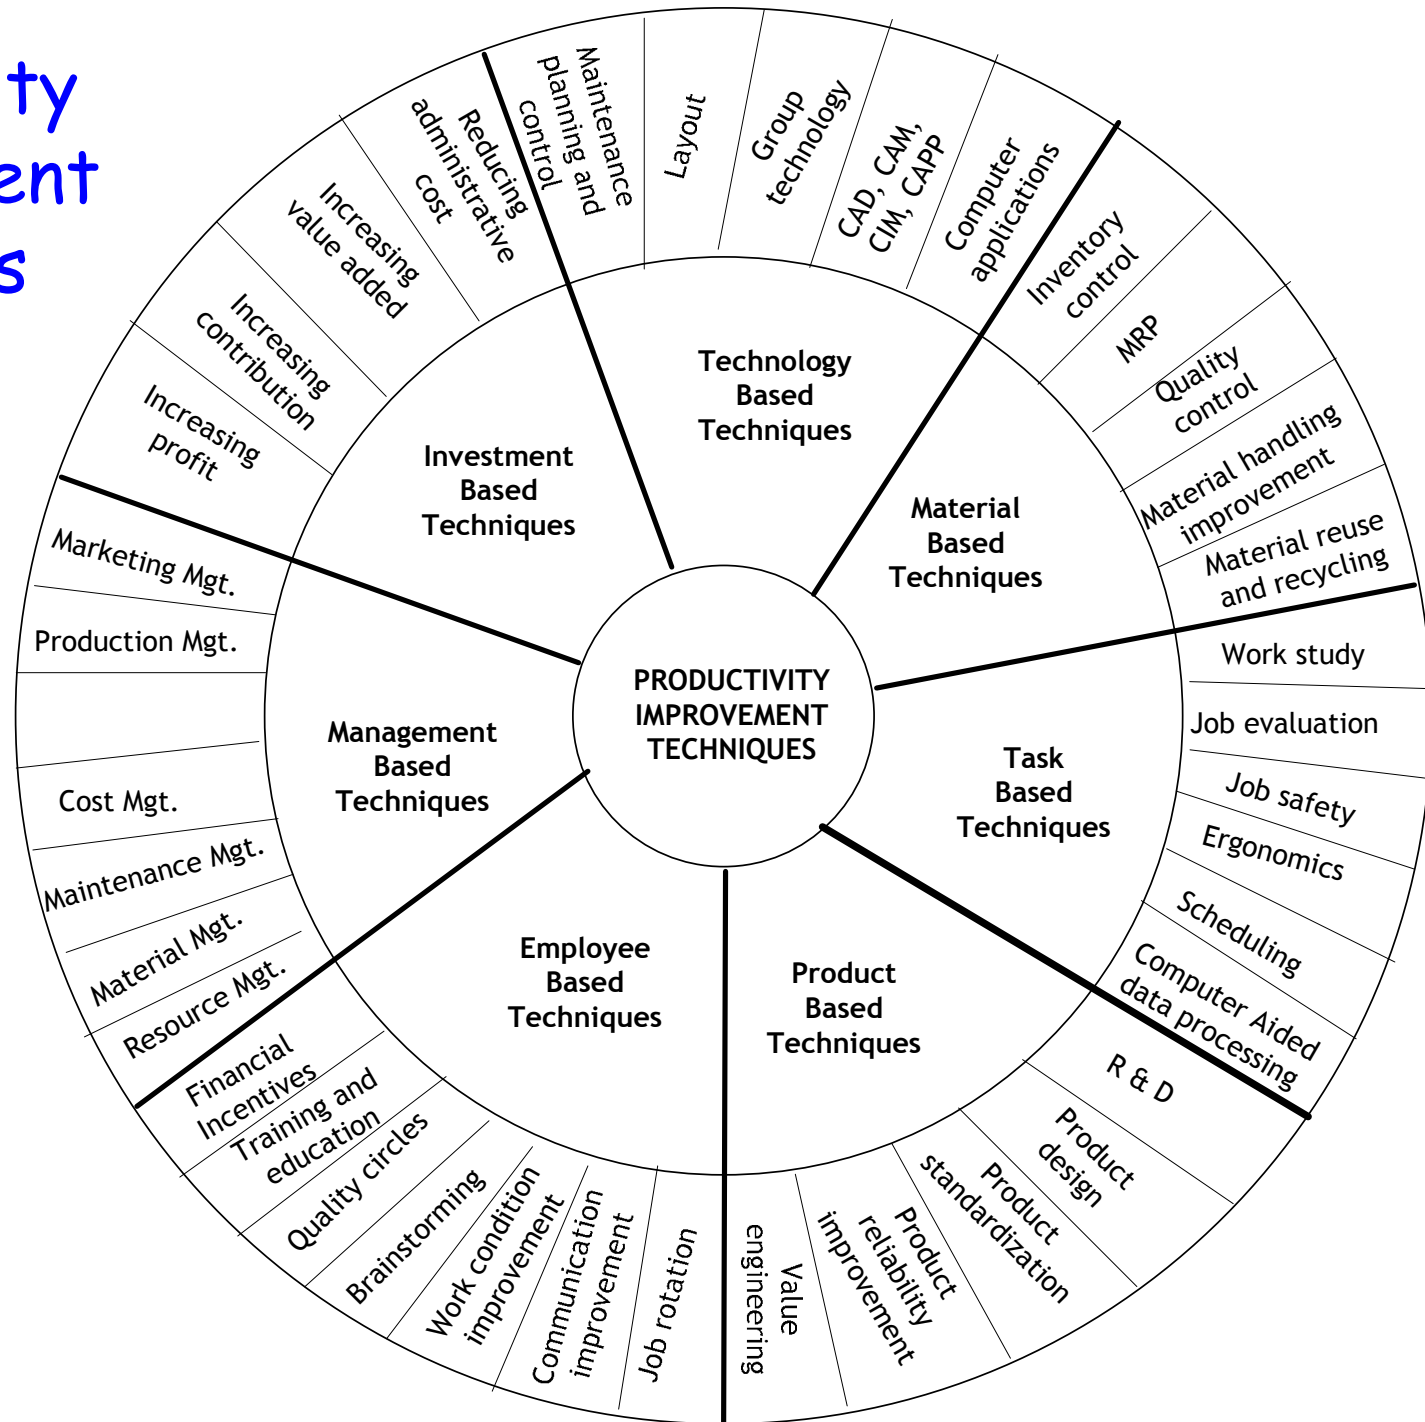 ty
ent
s
PRODUCTIVITY
IMPROVEMENT
TECHNIQUES
Technology
Based
Techniques
Maintenance
planning and
control
Layout
Group
technology
CAD, CAM,
CIM, CAPP
Computer
applications
Material
Based
Techniques
Inventory
control
MRP
Quality
control
Material handling
improvement
Material reuse
and recycling
Task
Based
Techniques
Work study
Job evaluation
Job safety
Ergonomics
Scheduling
Computer Aided
data processing
Product
Based
Techniques
R & D
Product
design
Product
standardization
Product
reliability
improvement
Value
engineering
Employee
Based
Techniques
Job rotation
Communication
improvement
Work condition
improvement
Brainstorming
Quality circles
Training and
education
Financial
Incentives
Management
Based
Techniques
Resource Mgt.
Material Mgt.
Maintenance Mgt.
Cost Mgt.
Production Mgt.
Marketing Mgt.
Investment
Based
Techniques
Increasing
profit
Increasing
contribution
Increasing
value added
Reducing
administrative
cost